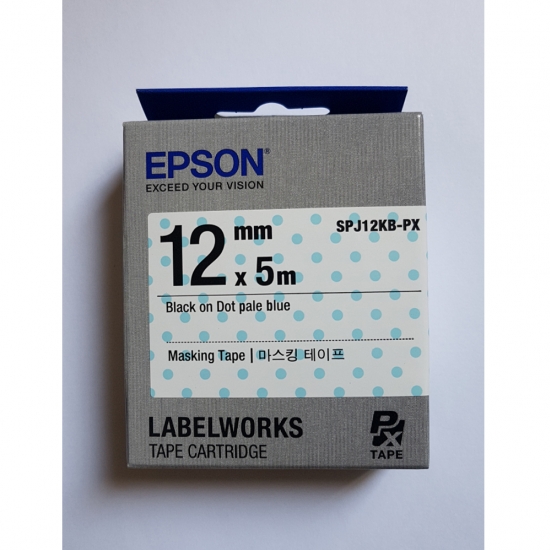 EPSON®
EXCEED YOUR VISION
SPJ12KB-PX
12 mm x 5m
Black on Dot pale blue
Masking Tape | 마스킹 테이프
LABELWORKS
TAPE CARTRIDGE
Px
TAPE